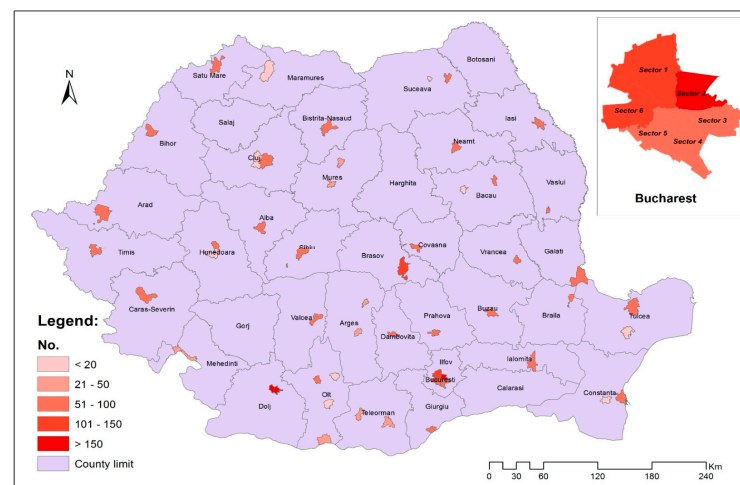 Botosani
Satu Mare
Maramures
Suceava
N
Sector 1
Sector 6
Sector 3
Sector 5
Sector 4
Bucharest
Salaj
Bistrita-Nasaud
Iasi
Bihor
Neamt
Cluj
Mures
Harghita
Bacau
Vaslui
Arad
Alba
Timis
Hunedoara
Sibiu
Brasov
Covasna
Vrancea
Galati
Caras-Severin
Gorj
Valcea
Arges
Prahova
Dambovita
Buzau
Braila
Tulcea
Mehedinti
Ilfov
Bucuresti
Ialomita
Calarasi
Constanta
Dolj
Olt
Teleorman
Giurgiu
Legend:
No.
< 20
21 - 50
51 - 100
101 - 150
> 150
County limit
Km
0 15 30 60 120 180 240